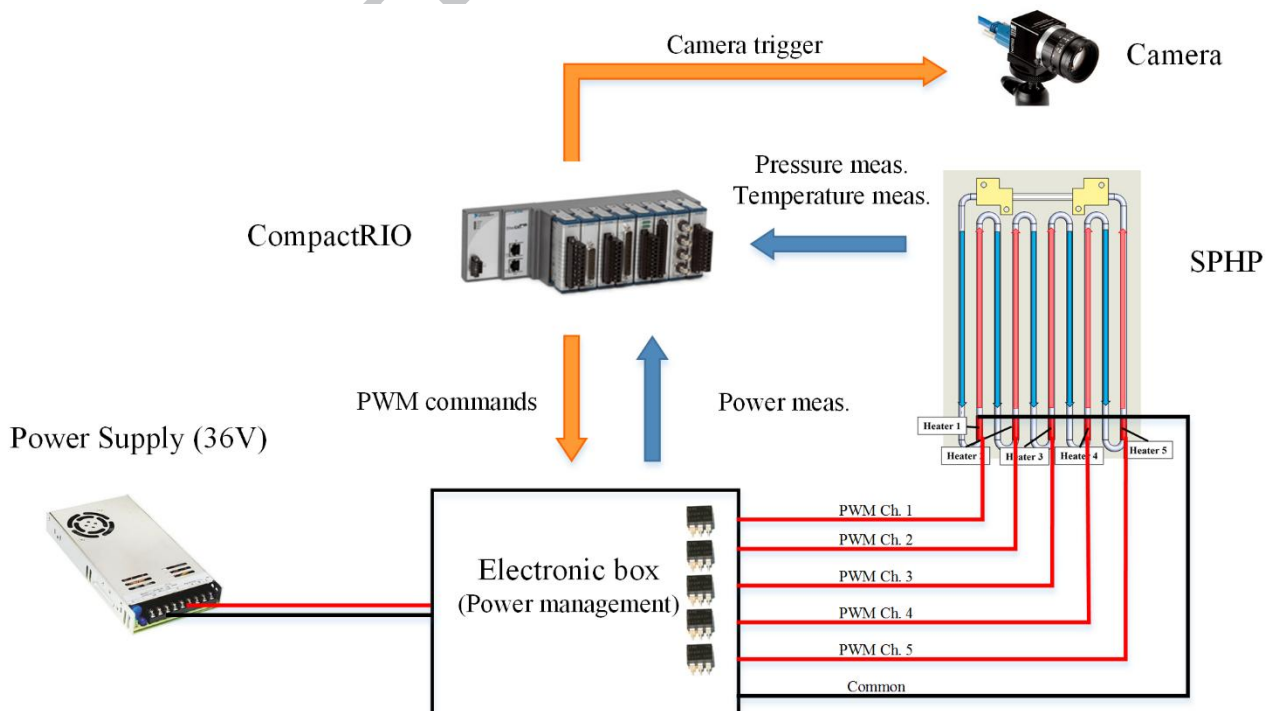 Camera trigger
Camera
Pressure meas.
Temperature meas.
CompactRIO
SPHP
PWM commands
Power meas.
Heater 1
Heater 2
Heater 3
Heater 4
Heater 5
Power Supply (36V)
Electronic box
(Power management)
PWM Ch. 1
PWM Ch. 2
PWM Ch. 3
PWM Ch. 4
PWM Ch. 5
Common